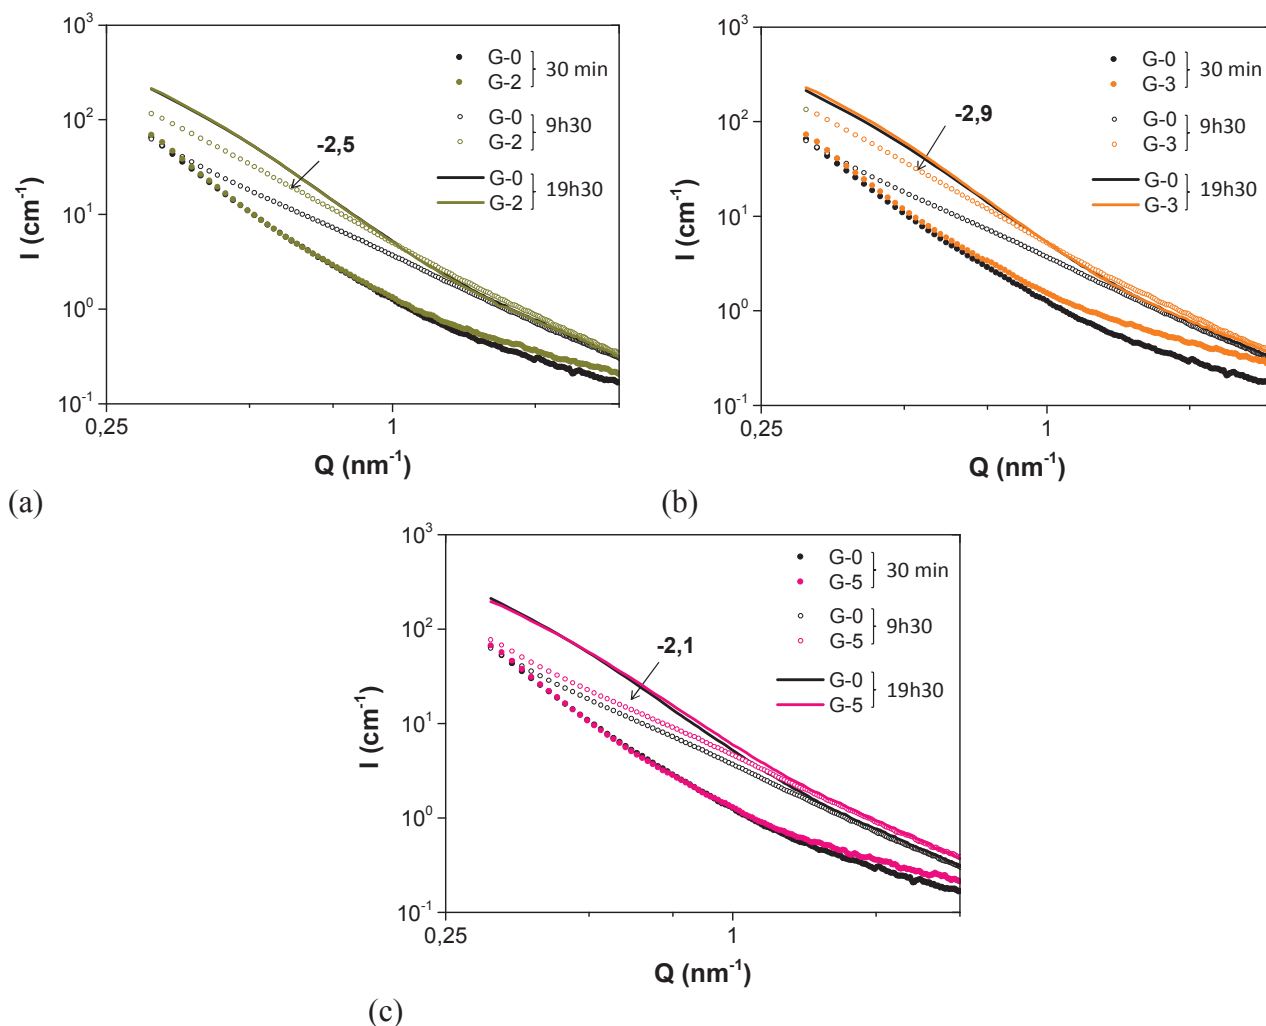 10^3
10^2
10^1
10^0
10^-1
I (cm^-1)
G-0
G-2
30 min
G-0
G-2
9h30
G-0
G-2
19h30
-2,5
0,25
1
Q (nm^-1)
(a)
10^3
10^2
10^1
10^0
10^-1
I (cm^-1)
G-0
G-3
30 min
G-0
G-3
9h30
G-0
G-3
19h30
-2,9
0,25
1
Q (nm^-1)
(b)
10^3
10^2
10^1
10^0
10^-1
I (cm^-1)
G-0
G-5
30 min
G-0
G-5
9h30
G-0
G-5
19h30
-2,1
0,25
1
Q (nm^-1)
(c)